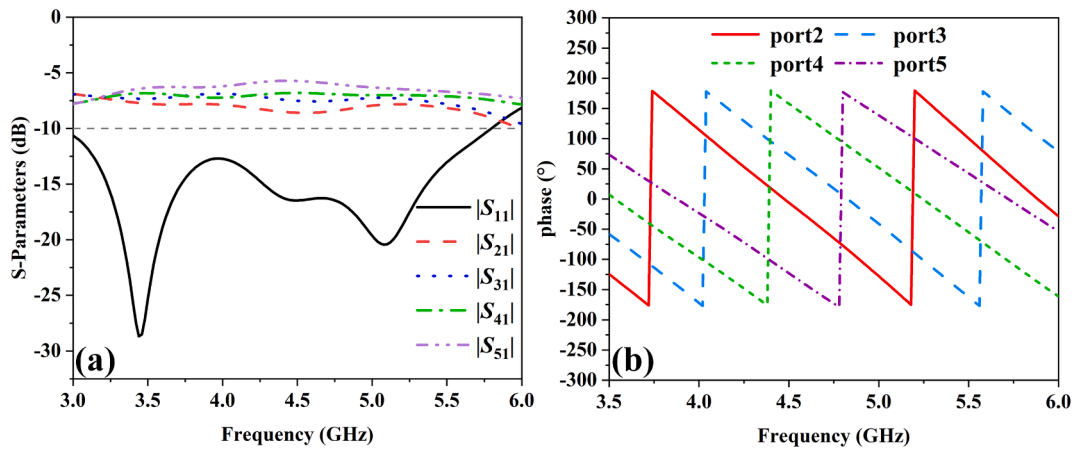 0
-5
-10
-15
-20
-25
-30
S-Parameters (dB)
3.0 3.5 4.0 4.5 5.0 5.5 6.0
Frequency (GHz)
|S11|
|S21|
|S31|
|S41|
|S51|
(a)
300
250
200
150
100
50
0
-50
-100
-150
-200
-250
-300
phase (°)
3.5 4.0 4.5 5.0 5.5 6.0
Frequency (GHz)
port2 port3
port4 port5
(b)